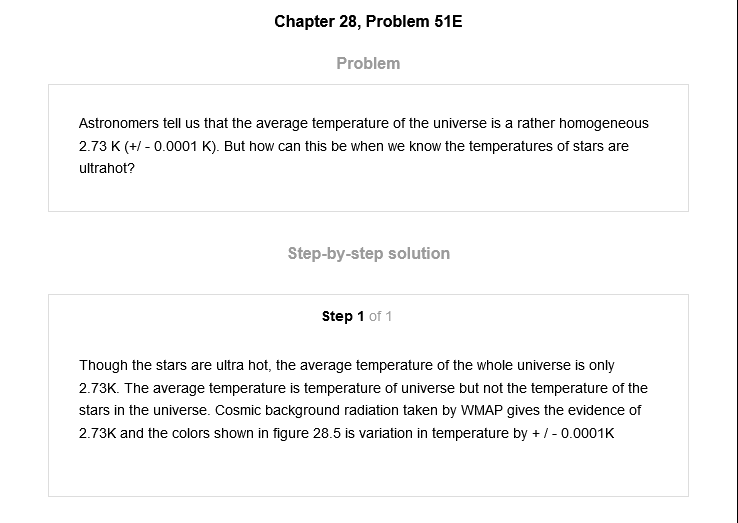 Chapter 28, Problem 51E
Problem
Astronomers tell us that the average temperature of the universe is a rather homogeneous
2.73 K (+/ - 0.0001 K). But how can this be when we know the temperatures of stars are
ultrahot?
Step-by-step solution
Step 1 of 1
Though the stars are ultra hot, the average temperature of the whole universe is only
2.73K. The average temperature is temperature of universe but not the temperature of the
stars in the universe. Cosmic background radiation taken by WMAP gives the evidence of
2.73K and the colors shown in figure 28.5 is variation in temperature by + / - 0.0001K